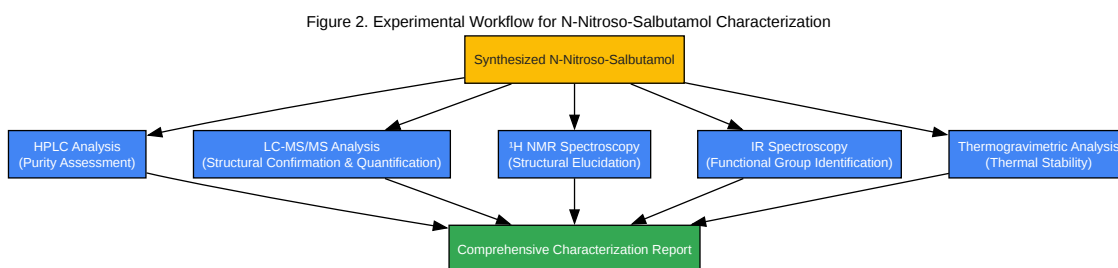 Figure 2. Experimental Workflow for N-Nitroso-Salbutamol Characterization
Synthesized N-Nitroso-Salbutamol
HPLC Analysis
(Purity Assessment)
LC-MS/MS Analysis
(Structural Confirmation & Quantification)
¹H NMR Spectroscopy
(Structural Elucidation)
IR Spectroscopy
(Functional Group Identification)
Thermogravimetric Analysis
(Thermal Stability)
Comprehensive Characterization Report